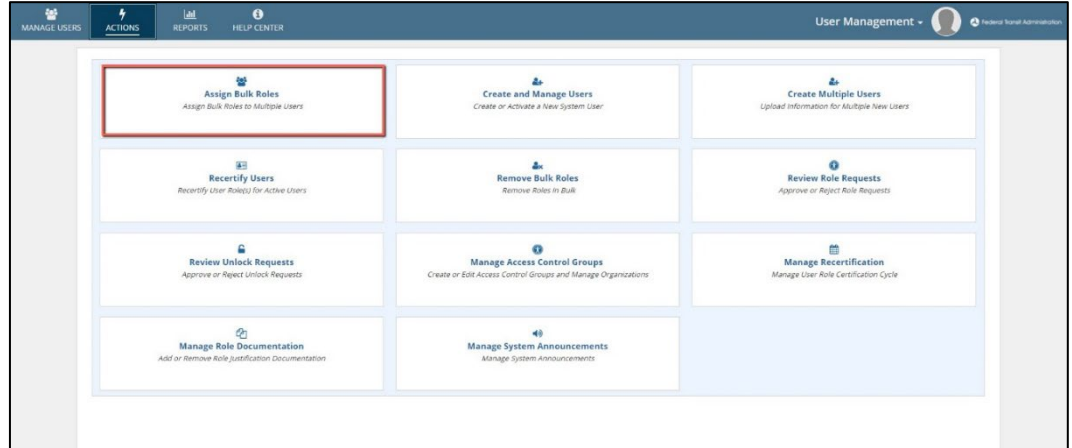 MANAGE USERS
ACTIONS
REPORTS
HELP CENTER
User Management
Federal Transit Administration
Assign Bulk Roles
Assign Bulk Roles to Multiple Users
Create and Manage Users
Create or Activate a New System User
Create Multiple Users
Upload Information for Multiple New Users
Recertify Users
Recertify User Role(s) for Active Users
Remove Bulk Roles
Remove Roles in Bulk
Review Role Requests
Approve or Reject Role Requests
Review Unlock Requests
Approve or Reject Unlock Requests
Manage Access Control Groups
Create or Edit Access Control Groups and Manage Organizations
Manage Recertification
Manage User Role Certification Cycle
Manage Role Documentation
Add or Remove Role Justification Documentation
Manage System Announcements
Manage System Announcements